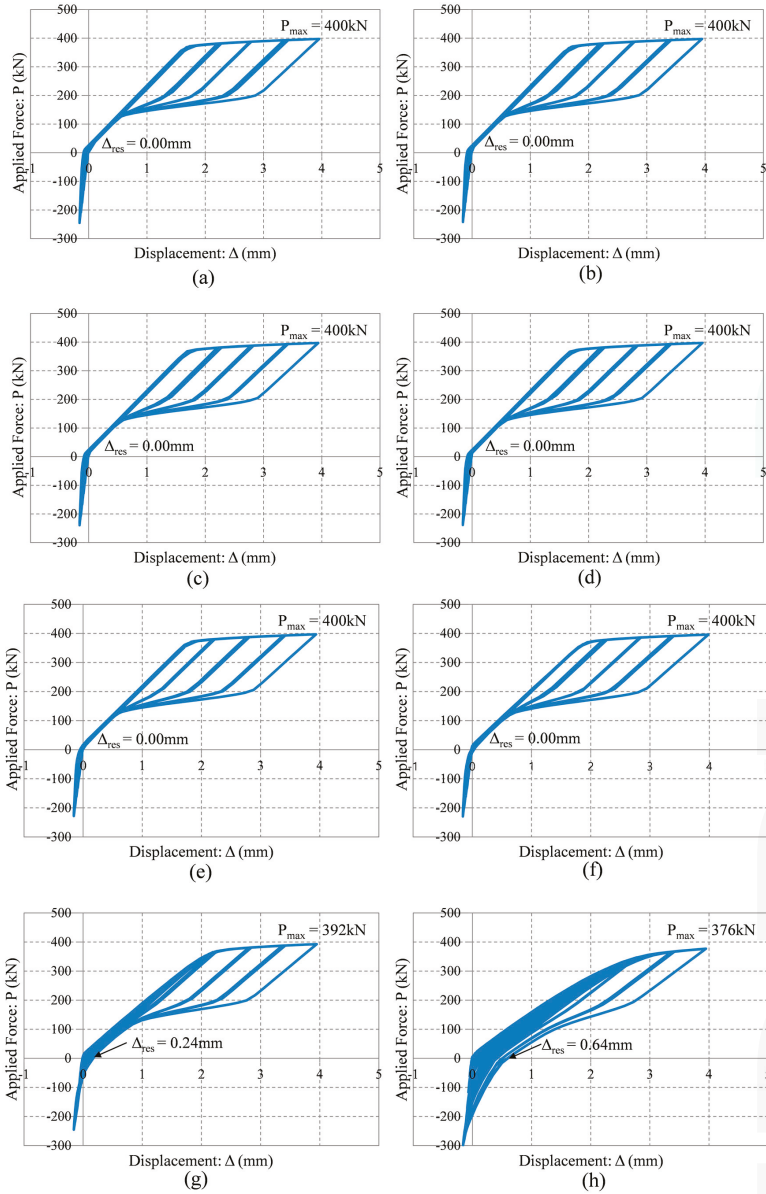 500
400
300
200
100
0
-100
-200
-300
-1 0 1 2 3 4 5
P_max = 400kN
Δ_res = 0.00mm
Applied Force: P (kN)
Displacement: Δ (mm)
(a)
500
400
300
200
100
0
-100
-200
-300
-1 0 1 2 3 4 5
P_max = 400kN
Δ_res = 0.00mm
Applied Force: P (kN)
Displacement: Δ (mm)
(b)
500
400
300
200
100
0
-100
-200
-300
-1 0 1 2 3 4 5
P_max = 400kN
Δ_res = 0.00mm
Applied Force: P (kN)
Displacement: Δ (mm)
(c)
500
400
300
200
100
0
-100
-200
-300
-1 0 1 2 3 4 5
P_max = 400kN
Δ_res = 0.00mm
Applied Force: P (kN)
Displacement: Δ (mm)
(d)
500
400
300
200
100
0
-100
-200
-300
-1 0 1 2 3 4 5
P_max = 400kN
Δ_res = 0.00mm
Applied Force: P (kN)
Displacement: Δ (mm)
(e)
500
400
300
200
100
0
-100
-200
-300
-1 0 1 2 3 4
P_max = 400kN
Δ_res = 0.00mm
Applied Force: P (kN)
Displacement: Δ (mm)
(f)
500
400
300
200
100
0
-100
-200
-300
-1 0 1 2 3 4 5
P_max = 392kN
Δ_res = 0.24mm
Applied Force: P (kN)
Displacement: Δ (mm)
(g)
500
400
300
200
100
0
-100
-200
-300
-1 0 1 2 3 4
P_max = 376kN
Δ_res = 0.64mm
Applied Force: P (kN)
Displacement: Δ (mm)
(h)